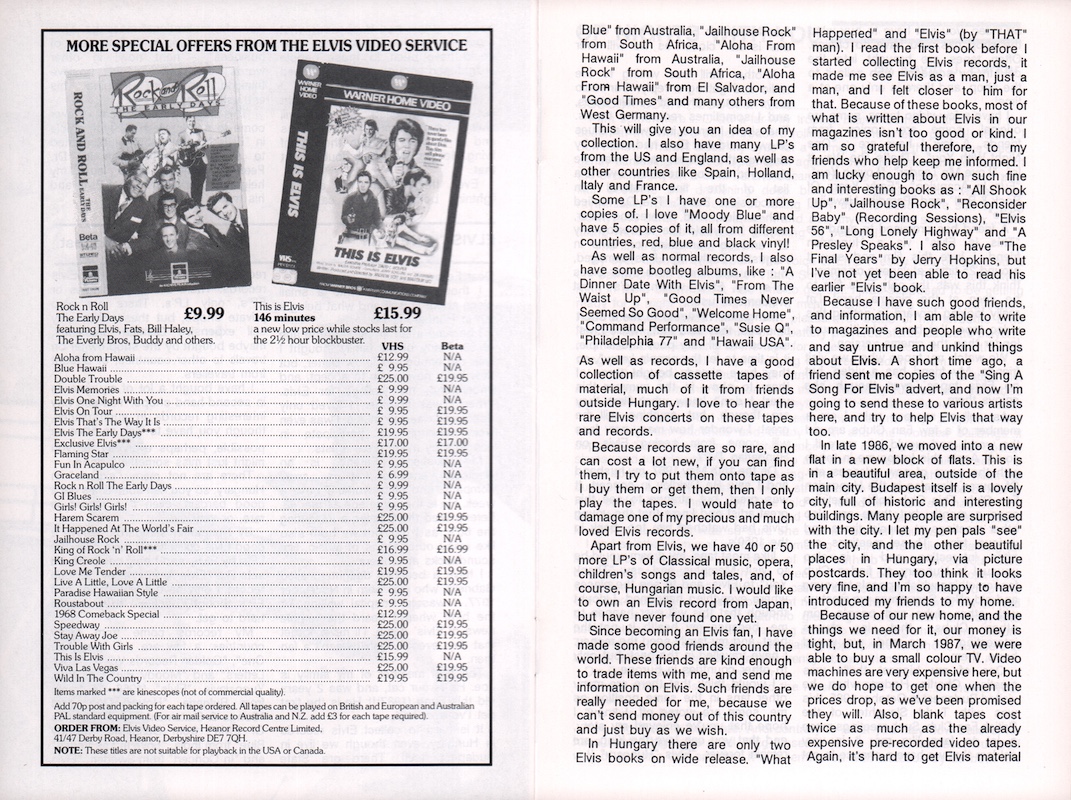 MORE SPECIAL OFFERS FROM THE ELVIS VIDEO SERVICE
ROCK AND ROLL
THE EARLY DAYS
Beta
Rock and Roll
THE EARLY DAYS
WARNER HOME VIDEO
THIS IS ELVIS
VHS
WARNER HOME VIDEO
THIS IS ELVIS
Rock n Roll
The Early Days £9.99
featuring Elvis, Fats, Bill Haley,
The Everly Bros, Buddy and others.
This is Elvis
146 minutes £15.99
a new low price while stocks last for
the 2½ hour blockbuster.
VHS Beta
Aloha from Hawaii £12.99 N/A
Blue Hawaii £ 9.95 N/A
Double Trouble £25.00 £19.95
Elvis Memories £ 9.99 N/A
Elvis One Night With You £ 9.95 N/A
Elvis On Tour £ 9.95 £19.95
Elvis That's The Way It Is £ 9.95 £19.95
Elvis The Early Days*** £19.95 £19.95
Exclusive Elvis*** £17.00 £17.00
Flaming Star £19.95 £19.95
Fun In Acapulco £ 9.95 N/A
Graceland £ 6.99 N/A
Rock n Roll The Early Days £ 9.99 N/A
GI Blues £ 9.95 N/A
Girls! Girls! Girls! £ 9.95 N/A
Harem Scarem £25.00 £19.95
It Happened At The World's Fair £25.00 £19.95
Jailhouse Rock £ 9.95 N/A
King of Rock 'n' Roll*** £16.99 £16.99
King Creole £ 9.95 N/A
Love Me Tender £19.95 £19.95
Live A Little, Love A Little £25.00 £19.95
Paradise Hawaiian Style £ 9.95 N/A
Roustabout £ 9.95 N/A
1968 Comeback Special £12.99 N/A
Speedway £25.00 £19.95
Stay Away Joe £25.00 £19.95
Trouble With Girls £25.00 £19.95
This Is Elvis £15.99 N/A
Viva Las Vegas £25.00 £19.95
Wild In The Country £19.95 £19.95
Items marked *** are kinescopes (not of commercial quality).
Add 70p post and packing for each tape ordered. All tapes can be played on British and European and Australian
PAL standard equipment. (For air mail service to Australia and N.Z. add £3 for each tape required).
ORDER FROM: Elvis Video Service, Heanor Record Centre Limited,
41/47 Derby Road, Heanor, Derbyshire DE7 7QH.
NOTE: These titles are not suitable for playback in the USA or Canada.
Blue" from Australia, "Jailhouse Rock"
from South Africa, "Aloha From
Hawaii" from Australia, "Jailhouse
Rock" from South Africa, "Aloha
From Hawaii" from El Salvador, and
"Good Times" and many others from
West Germany.
This will give you an idea of my
collection. I also have many LP's
from the US and England, as well as
other countries like Spain, Holland,
Italy and France.
Some LP's I have one or more
copies of. I love "Moody Blue" and
have 5 copies of it, all from different
countries, red, blue and black vinyl!
As well as normal records, I also
have some bootleg albums, like : "A
Dinner Date With Elvis", "From The
Waist Up", "Good Times Never
Seemed So Good", "Welcome Home",
"Command Performance", "Susie Q",
"Philadelphia 77" and "Hawaii USA".
As well as records, I have a good
collection of cassette tapes of
material, much of it from friends
outside Hungary. I love to hear the
rare Elvis concerts on these tapes
and records.
Because records are so rare, and
can cost a lot new, if you can find
them, I try to put them onto tape as
I buy them or get them, then I only
play the tapes. I would hate to
damage one of my precious and much
loved Elvis records.
Apart from Elvis, we have 40 or 50
more LP's of Classical music, opera,
children's songs and tales, and, of
course, Hungarian music. I would like
to own an Elvis record from Japan,
but have never found one yet.
Since becoming an Elvis fan, I have
made some good friends around the
world. These friends are kind enough
to trade items with me, and send me
information on Elvis. Such friends are
really needed for me, because we
can't send money out of this country
and just buy as we wish.
In Hungary there are only two
Elvis books on wide release. "What
Happened" and "Elvis" (by "THAT"
man). I read the first book before I
started collecting Elvis records, it
made me see Elvis as a man, just a
man, and I felt closer to him for
that. Because of these books, most of
what is written about Elvis in our
magazines isn't too good or kind. I
am so grateful therefore, to my
friends who help keep me informed. I
am lucky enough to own such fine
and interesting books as : "All Shook
Up", "Jailhouse Rock", "Reconsider
Baby" (Recording Sessions), "Elvis
56", "Long Lonely Highway" and "A
Presley Speaks". I also have "The
Final Years" by Jerry Hopkins, but
I've not yet been able to read his
earlier "Elvis" book.
Because I have such good friends,
and information, I am able to write
to magazines and people who write
and say untrue and unkind things
about Elvis. A short time ago, a
friend sent me copies of the "Sing A
Song For Elvis" advert, and now I'm
going to send these to various artists
here, and try to help Elvis that way
too.
In late 1986, we moved into a new
flat in a new block of flats. This is
in a beautiful area, outside of the
main city. Budapest itself is a lovely
city, full of historic and interesting
buildings. Many people are surprised
with the city. I let my pen pals "see"
the city, and the other beautiful
places in Hungary, via picture
postcards. They too think it looks
very fine, and I'm so happy to have
introduced my friends to my home.
Because of our new home, and the
things we need for it, our money is
tight, but, in March 1987, we were
able to buy a small colour TV. Video
machines are very expensive here, but
we do hope to get one when the
prices drop, as we've been promised
they will. Also, blank tapes cost
twice as much as the already
expensive pre-recorded video tapes.
Again, it's hard to get Elvis material